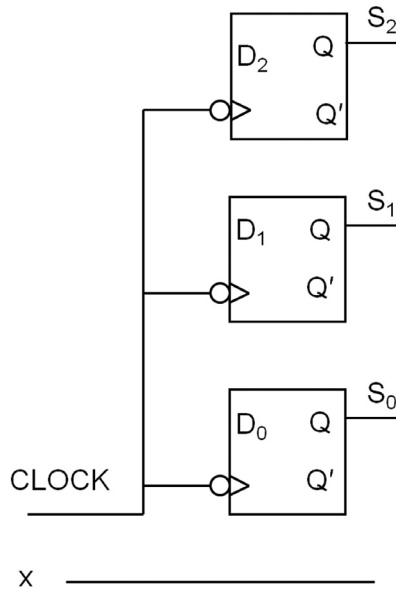 S₂
D₂ Q
Q′
S₁
D₁ Q
Q′
S₀
D₀ Q
Q′
CLOCK
x